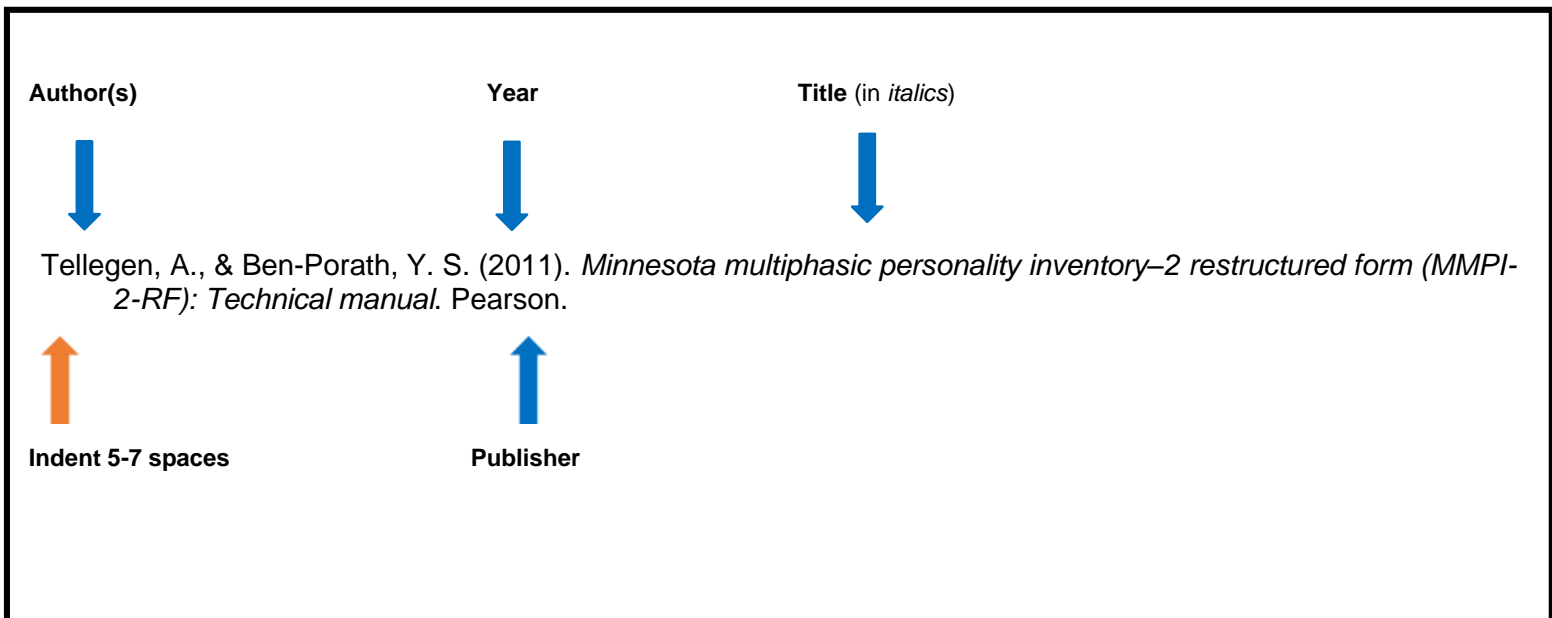 Author(s) Year Title (in italics)
Tellegen, A., & Ben-Porath, Y. S. (2011). Minnesota multiphasic personality inventory–2 restructured form (MMPI-
2-RF): Technical manual. Pearson.
Indent 5-7 spaces Publisher